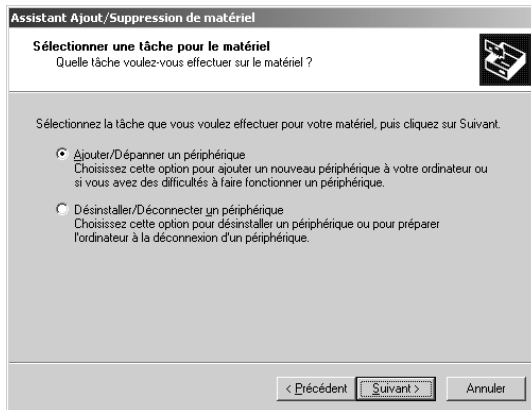 Assistant Ajout/Suppression de matériel
Sélectionner une tâche pour le matériel
Quelle tâche voulez-vous effectuer sur le matériel ?
Sélectionnez la tâche que vous voulez effectuer pour votre matériel, puis cliquez sur Suivant.
Ajouter/Dépanner un périphérique
Choisissez cette option pour ajouter un nouveau périphérique à votre ordinateur ou
si vous avez des difficultés à faire fonctionner un périphérique.
Désinstaller/Déconnecter un périphérique
Choisissez cette option pour désinstaller un périphérique ou pour préparer
l'ordinateur à la déconnexion d'un périphérique.
< Précédent Suivant > Annuler